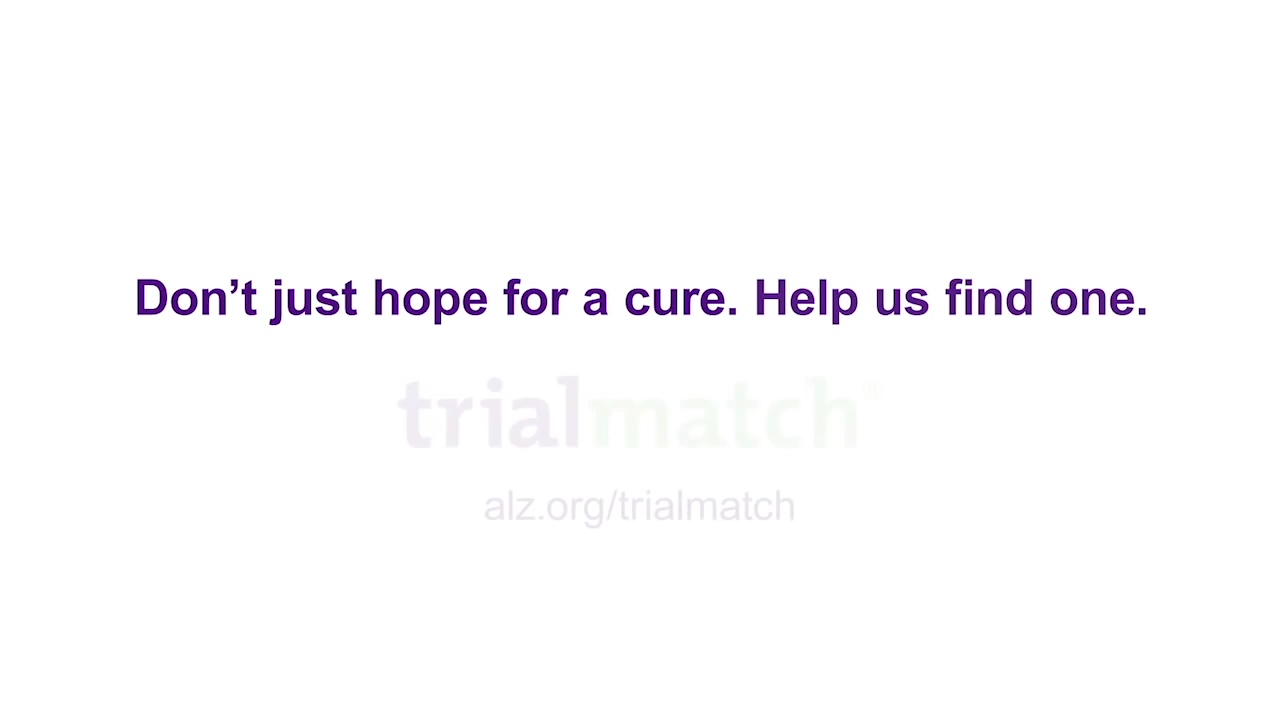 Don’t just hope for a cure. Help us find one.
trialmatch®
alz.org/trialmatch